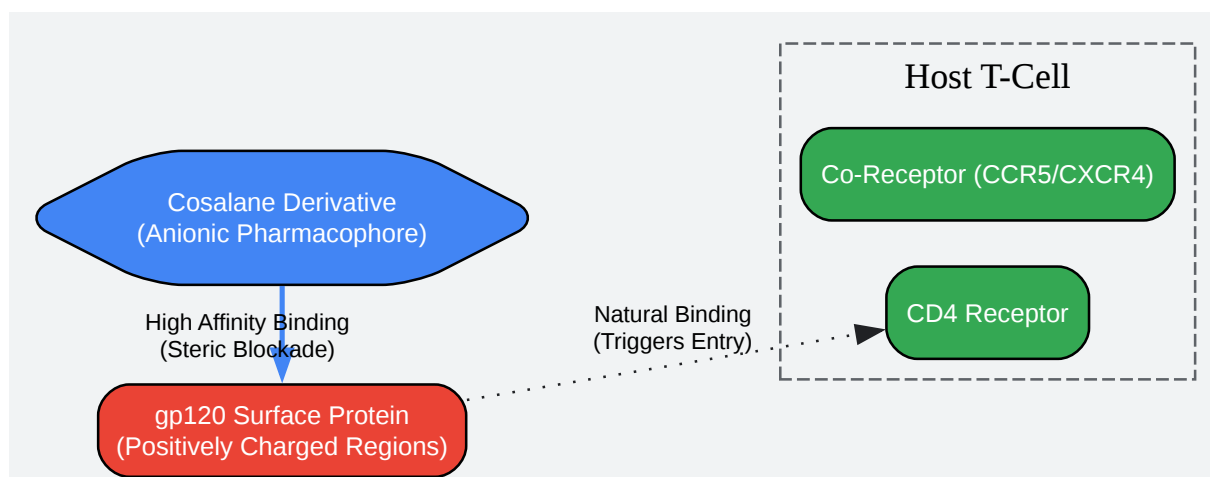 Host T-Cell
Co-Receptor (CCR5/CXCR4)
Cosalane Derivative
(Anionic Pharmacophore)
High Affinity Binding
(Steric Blockade)
Natural Binding
(Triggers Entry)
CD4 Receptor
gp120 Surface Protein
(Positively Charged Regions)